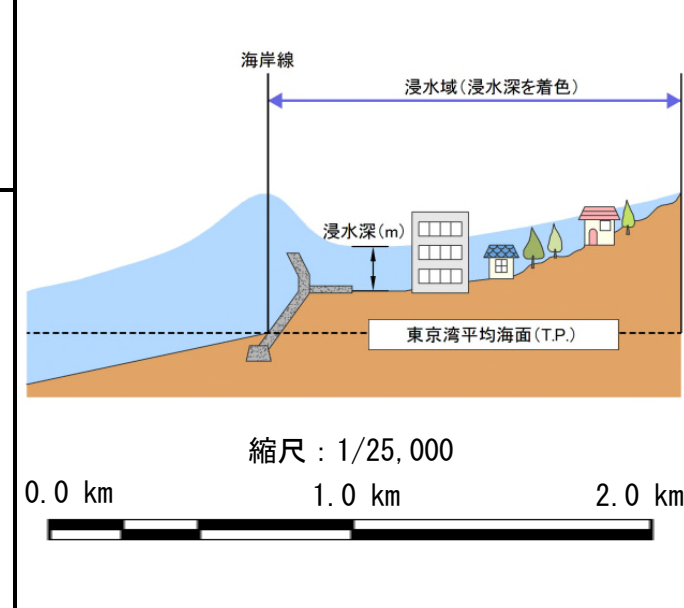 海岸線
浸水域(浸水深を着色)
浸水深(m)
東京湾平均海面(T.P.)
縮尺：1/25,000
0.0 km 1.0 km 2.0 km